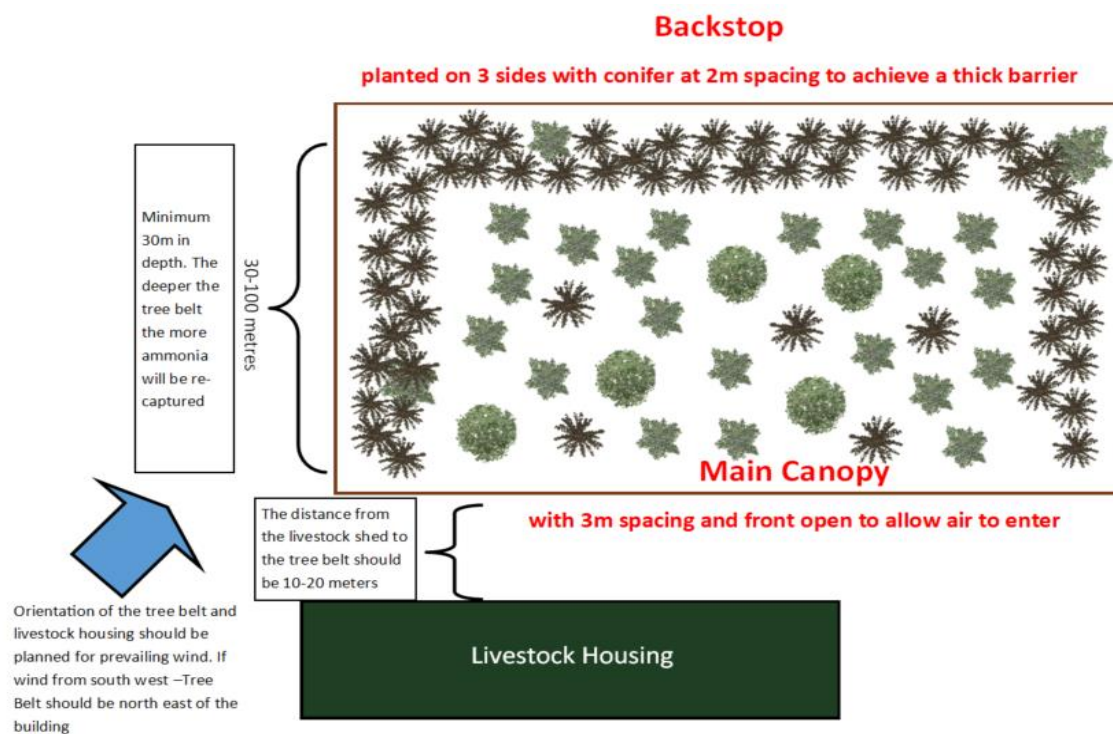 Backstop
planted on 3 sides with conifer at 2m spacing to achieve a thick barrier
Minimum
30m in
depth. The
deeper the
tree belt
the more
ammonia
will be re-
captured
30-100 metres
Main Canopy
with 3m spacing and front open to allow air to enter
The distance from
the livestock shed to
the tree belt should
be 10-20 meters
Orientation of the tree belt and
livestock housing should be
planned for prevailing wind. If
wind from south west –Tree
Belt should be north east of the
building
Livestock Housing